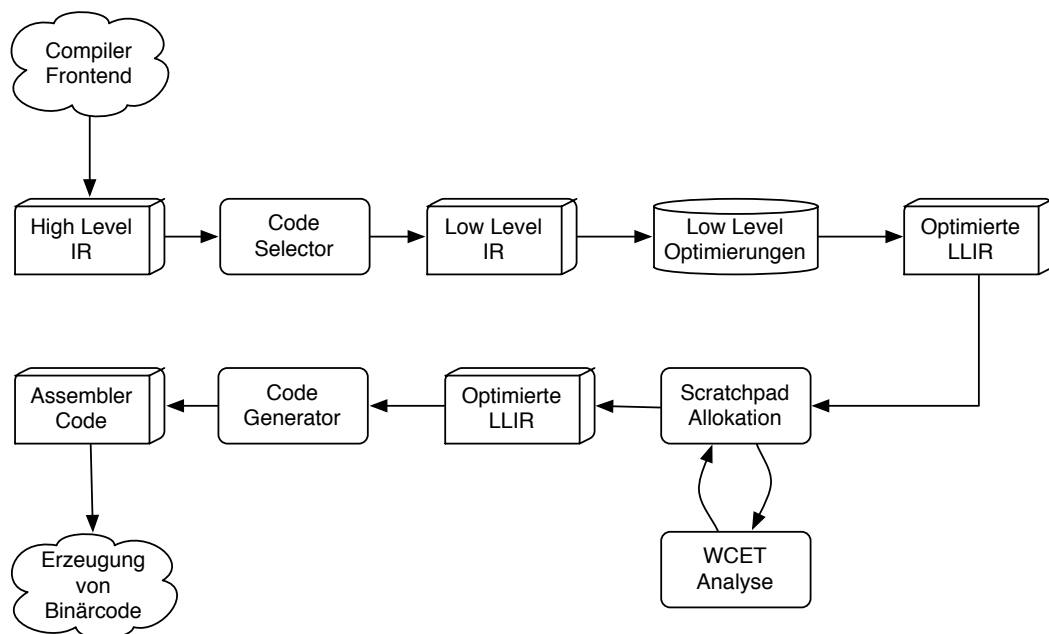 Compiler
Frontend
High Level
IR
Code
Selector
Low Level
IR
Low Level
Optimierungen
Optimierte
LLIR
Assembler
Code
Code
Generator
Optimierte
LLIR
Scratchpad
Allokation
Erzeugung
von
Binärcode
WCET
Analyse